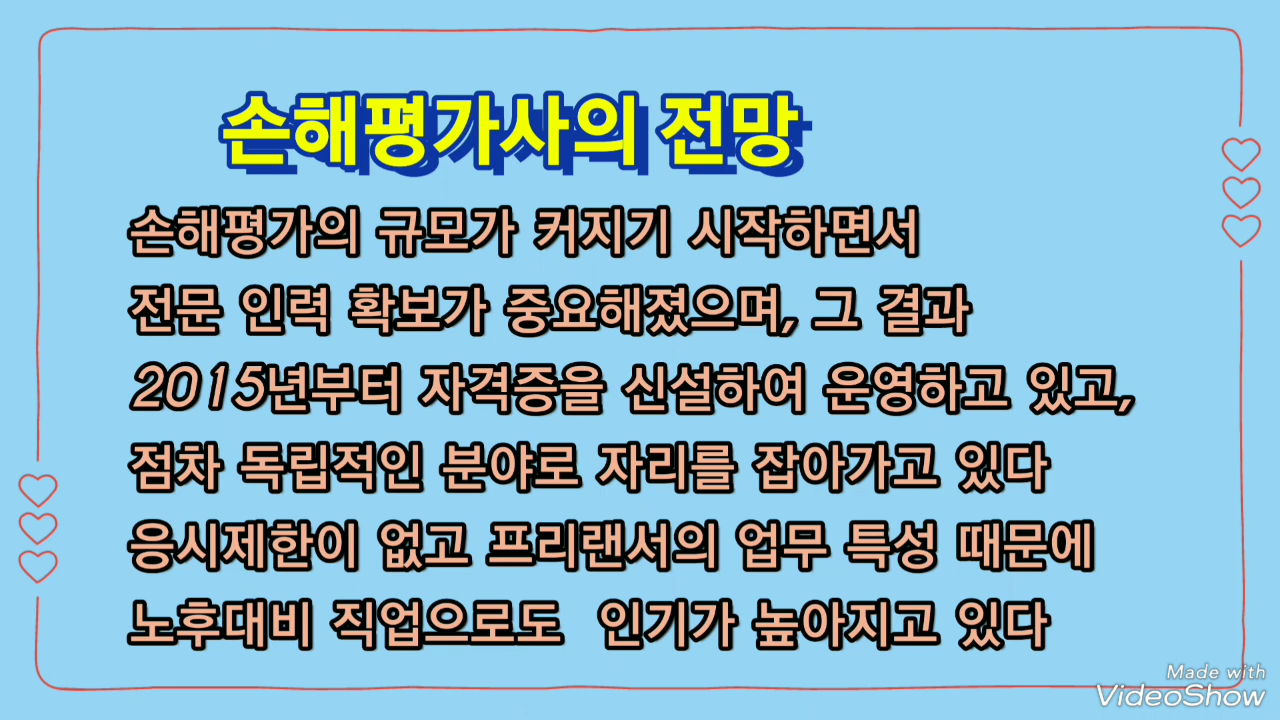 손해평가사의 전망
손해평가의 규모가 커지기 시작하면서
전문 인력 확보가 중요해졌으며, 그 결과
2015년부터 자격증을 신설하여 운영하고 있고,
점차 독립적인 분야로 자리를 잡아가고 있다
응시제한이 없고 프리랜서의 업무 특성 때문에
노후대비 직업으로도 인기가 높아지고 있다
Made with
VideoShow